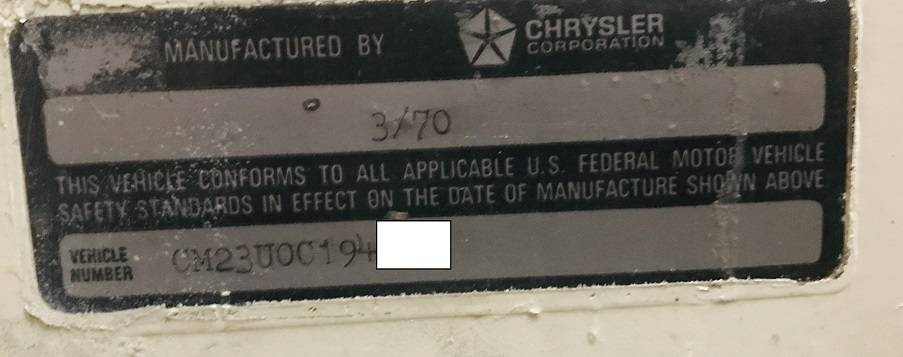 MANUFACTURED BY CHRYSLER
CORPORATION
3/70
THIS VEHICLE CONFORMS TO ALL APPLICABLE U.S. FEDERAL MOTOR VEHICLE
SAFETY STANDARDS IN EFFECT ON THE DATE OF MANUFACTURE SHOWN ABOVE
VEHICLE
NUMBER CM23U0C194